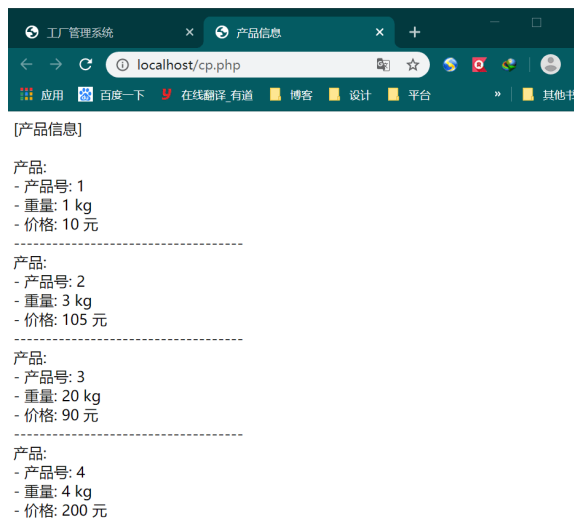 工厂管理系统
产品信息
localhost/cp.php
应用 百度一下 在线翻译_有道 博客 设计 平台 » 其他书
[产品信息]
产品:
- 产品号: 1
- 重量: 1 kg
- 价格: 10 元
------------------------------------
产品:
- 产品号: 2
- 重量: 3 kg
- 价格: 105 元
------------------------------------
产品:
- 产品号: 3
- 重量: 20 kg
- 价格: 90 元
------------------------------------
产品:
- 产品号: 4
- 重量: 4 kg
- 价格: 200 元